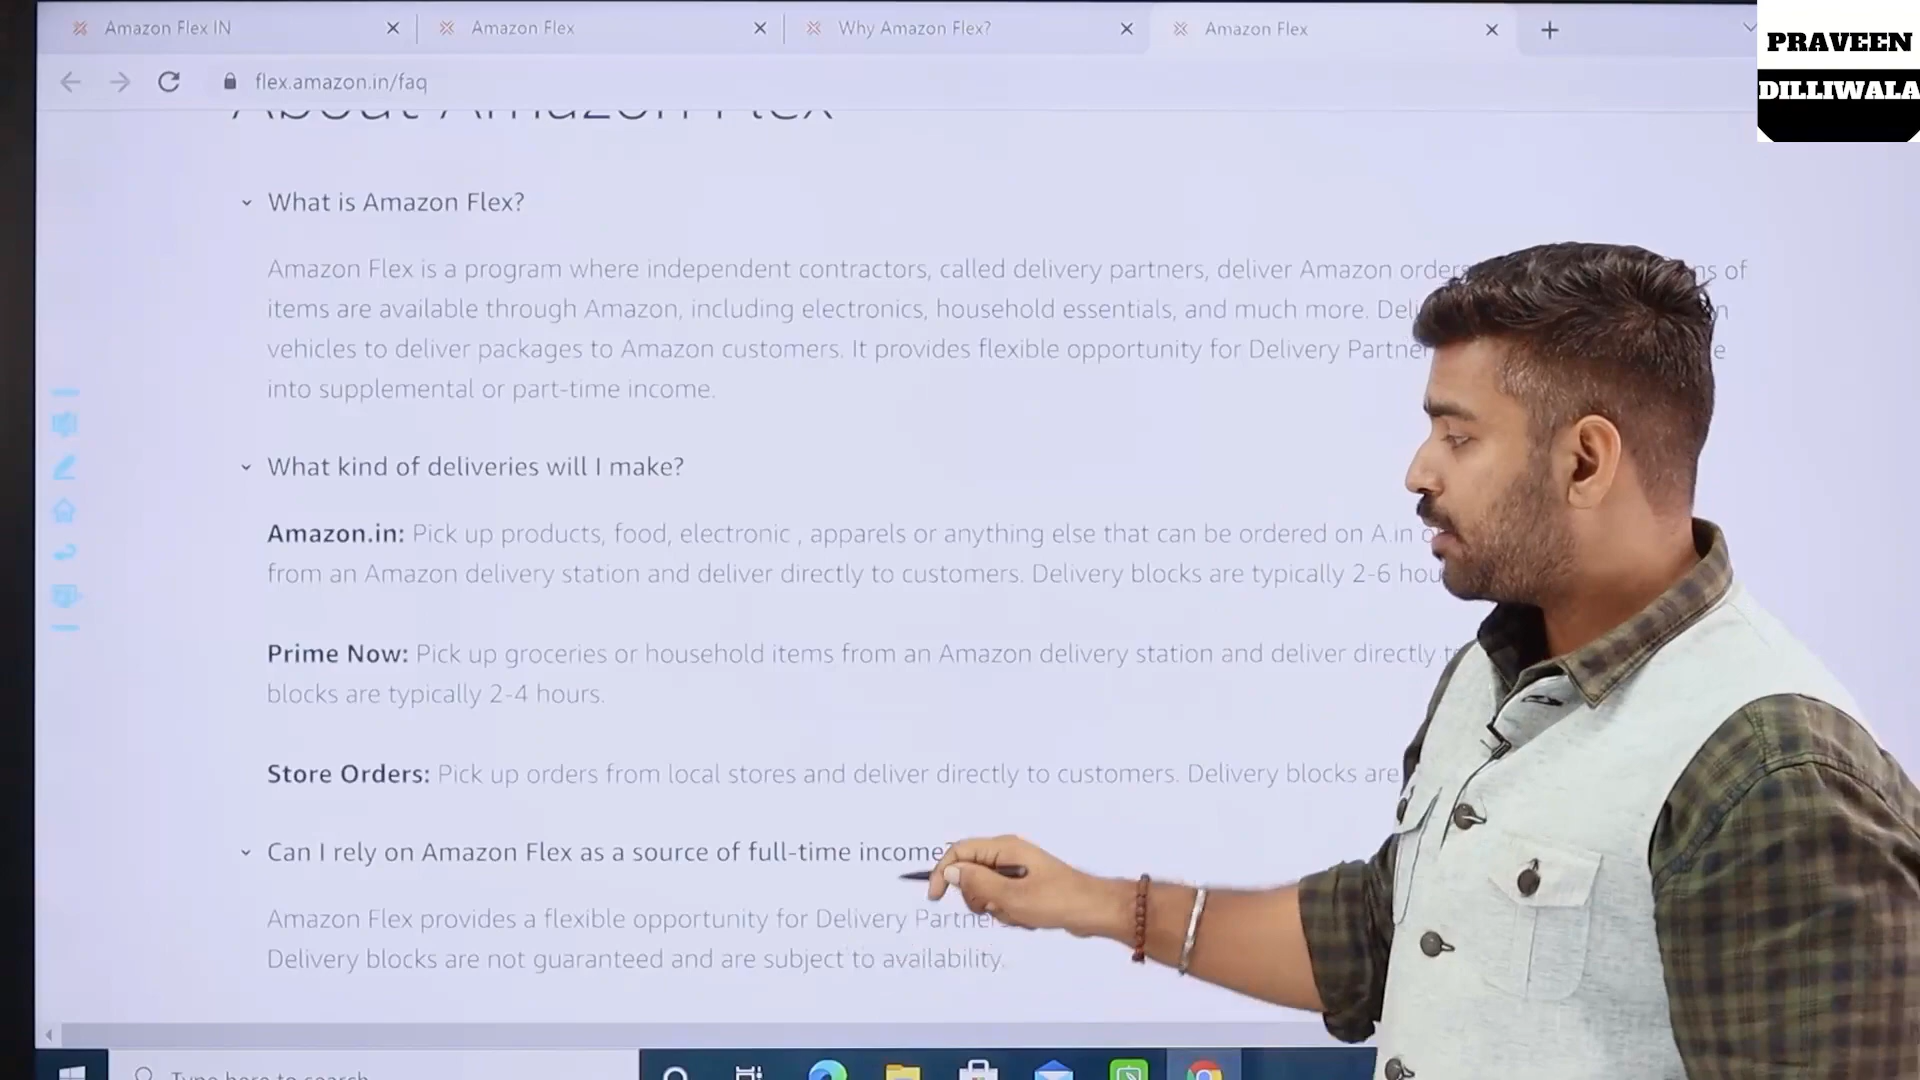 Amazon Flex IN
Amazon Flex
Why Amazon Flex?
Amazon Flex
PRAVEEN
DILLIWALA
flex.amazon.in/faq
About Amazon Flex
What is Amazon Flex?
Amazon Flex is a program where independent contractors, called delivery partners, deliver Amazon orders of
items are available through Amazon, including electronics, household essentials, and much more.
vehicles to deliver packages to Amazon customers. It provides flexible opportunity for Delivery
into supplemental or part-time income.
What kind of deliveries will I make?
Amazon.in: Pick up products, food, electronic , apparels or anything else that can be ordered on A.in
from an Amazon delivery station and deliver directly to customers. Delivery blocks are typically 2-6
Prime Now: Pick up groceries or household items from an Amazon delivery station and deliver directly
blocks are typically 2-4 hours.
Store Orders: Pick up orders from local stores and deliver directly to customers. Delivery blocks are
Can I rely on Amazon Flex as a source of full-time income?
Amazon Flex provides a flexible opportunity for Delivery
Delivery blocks are not guaranteed and are subject to availability.
Type here to search